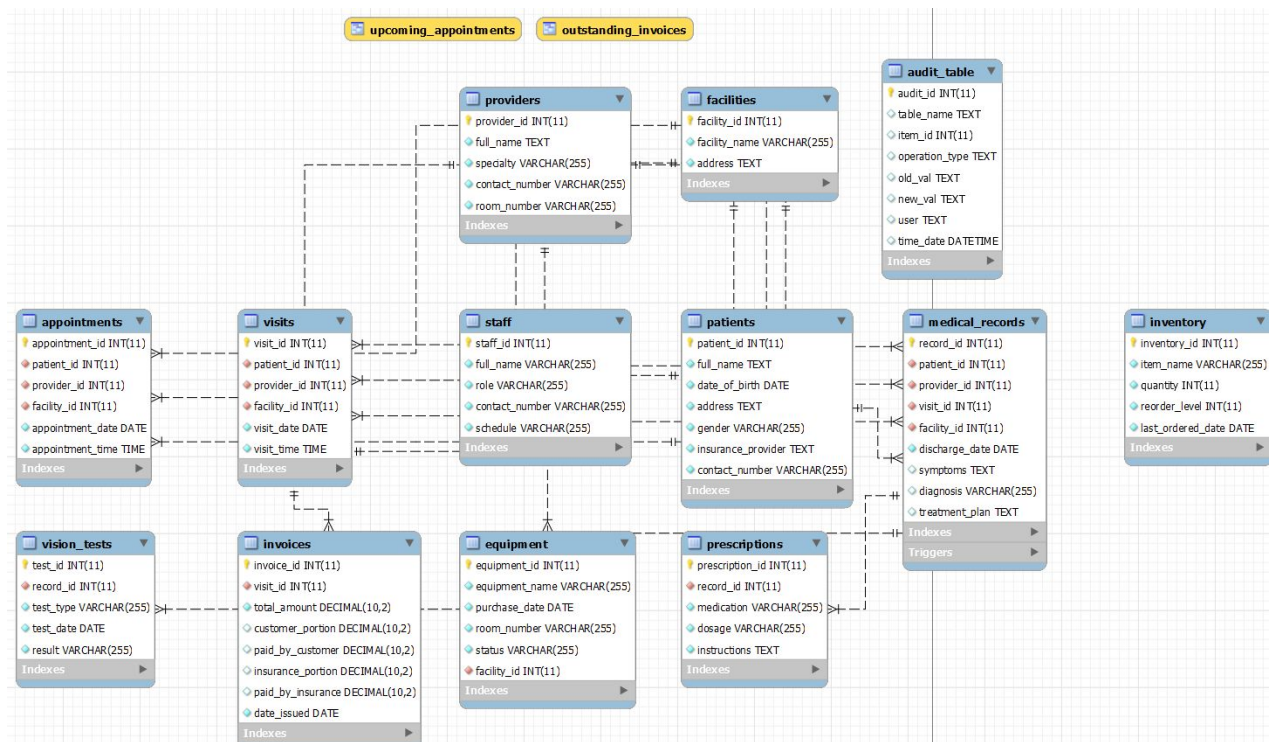 upcoming_appointments
outstanding_invoices
audit_table
audit_id INT(11)
table_name TEXT
item_id INT(11)
operation_type TEXT
old_val TEXT
new_val TEXT
user TEXT
time_date DATETIME
Indexes
providers
provider_id INT(11)
full_name TEXT
specialty VARCHAR(255)
contact_number VARCHAR(255)
room_number VARCHAR(255)
Indexes
facilities
facility_id INT(11)
facility_name VARCHAR(255)
address TEXT
Indexes
appointments
appointment_id INT(11)
patient_id INT(11)
provider_id INT(11)
facility_id INT(11)
appointment_date DATE
appointment_time TIME
Indexes
visits
visit_id INT(11)
patient_id INT(11)
provider_id INT(11)
facility_id INT(11)
visit_date DATE
visit_time TIME
Indexes
staff
staff_id INT(11)
full_name VARCHAR(255)
role VARCHAR(255)
contact_number VARCHAR(255)
schedule VARCHAR(255)
Indexes
patients
patient_id INT(11)
full_name TEXT
date_of_birth DATE
address TEXT
gender VARCHAR(255)
insurance_provider TEXT
contact_number VARCHAR(255)
Indexes
medical_records
record_id INT(11)
patient_id INT(11)
provider_id INT(11)
visit_id INT(11)
facility_id INT(11)
discharge_date DATE
symptoms TEXT
diagnosis VARCHAR(255)
treatment_plan TEXT
Indexes
Triggers
inventory
inventory_id INT(11)
item_name VARCHAR(255)
quantity INT(11)
reorder_level INT(11)
last_ordered_date DATE
Indexes
vision_tests
test_id INT(11)
record_id INT(11)
test_type VARCHAR(255)
test_date DATE
result VARCHAR(255)
Indexes
invoices
invoice_id INT(11)
visit_id INT(11)
total_amount DECIMAL(10,2)
customer_portion DECIMAL(10,2)
paid_by_customer DECIMAL(10,2)
insurance_portion DECIMAL(10,2)
paid_by_insurance DECIMAL(10,2)
date_issued DATE
Indexes
equipment
equipment_id INT(11)
equipment_name VARCHAR(255)
purchase_date DATE
room_number VARCHAR(255)
status VARCHAR(255)
facility_id INT(11)
Indexes
prescriptions
prescription_id INT(11)
record_id INT(11)
medication VARCHAR(255)
dosage VARCHAR(255)
instructions TEXT
Indexes